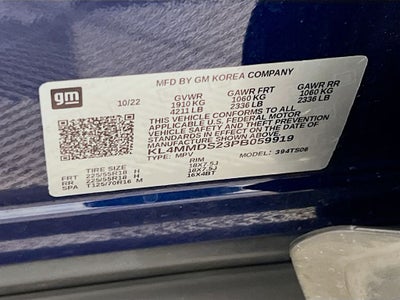 gm
MFD BY GM KOREA COMPANY
10/22 GVWR GAWR FRT GAWR RR
1910 KG 1060 KG 1060 KG
4211 LB 2336 LB 2336 LB
THIS VEHICLE CONFORMS TO ALL
APPLICABLE U.S. FEDERAL MOTOR
VEHICLE SAFETY AND THEFT PREVENTION
STANDARDS IN EFFECT ON THE DATE OF
MANUFACTURE SHOWN ABOVE.
KL4MMDS23PB059919
TYPE: MPV MODEL: 394TS06
TIRE SIZE RIM
FRT 225/55R18 H 18X7.5J
RR 225/55R18 H 18X7.5J
SPA T125/70R16 M 16X4BT